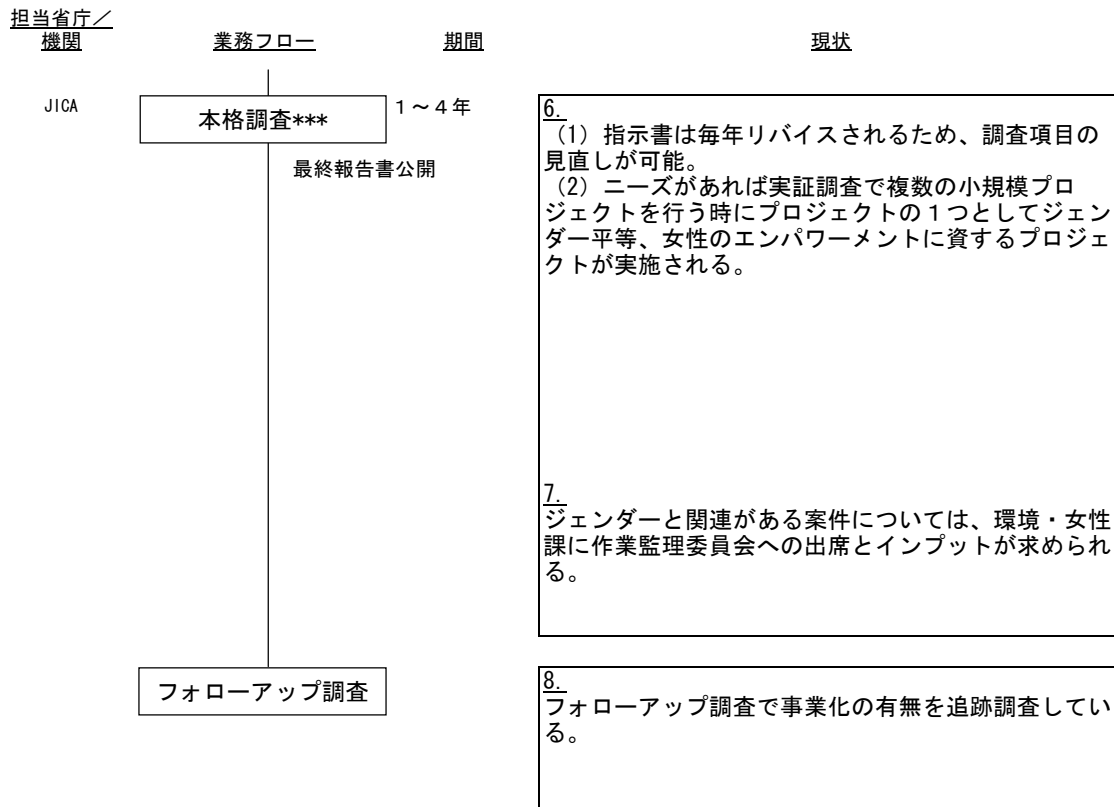 担当省庁／
機関
業務フロー
期間
現状
JICA
本格調査***
１～４年
最終報告書公開
6.
（1）指示書は毎年リバイスされるため、調査項目の
見直しが可能。
（2）ニーズがあれば実証調査で複数の小規模プロ
ジェクトを行う時にプロジェクトの１つとしてジェン
ダー平等、女性のエンパワーメントに資するプロジェ
クトが実施される。
7.
ジェンダーと関連がある案件については、環境・女性
課に作業監理委員会への出席とインプットが求められ
る。
フォローアップ調査
8.
フォローアップ調査で事業化の有無を追跡調査してい
る。